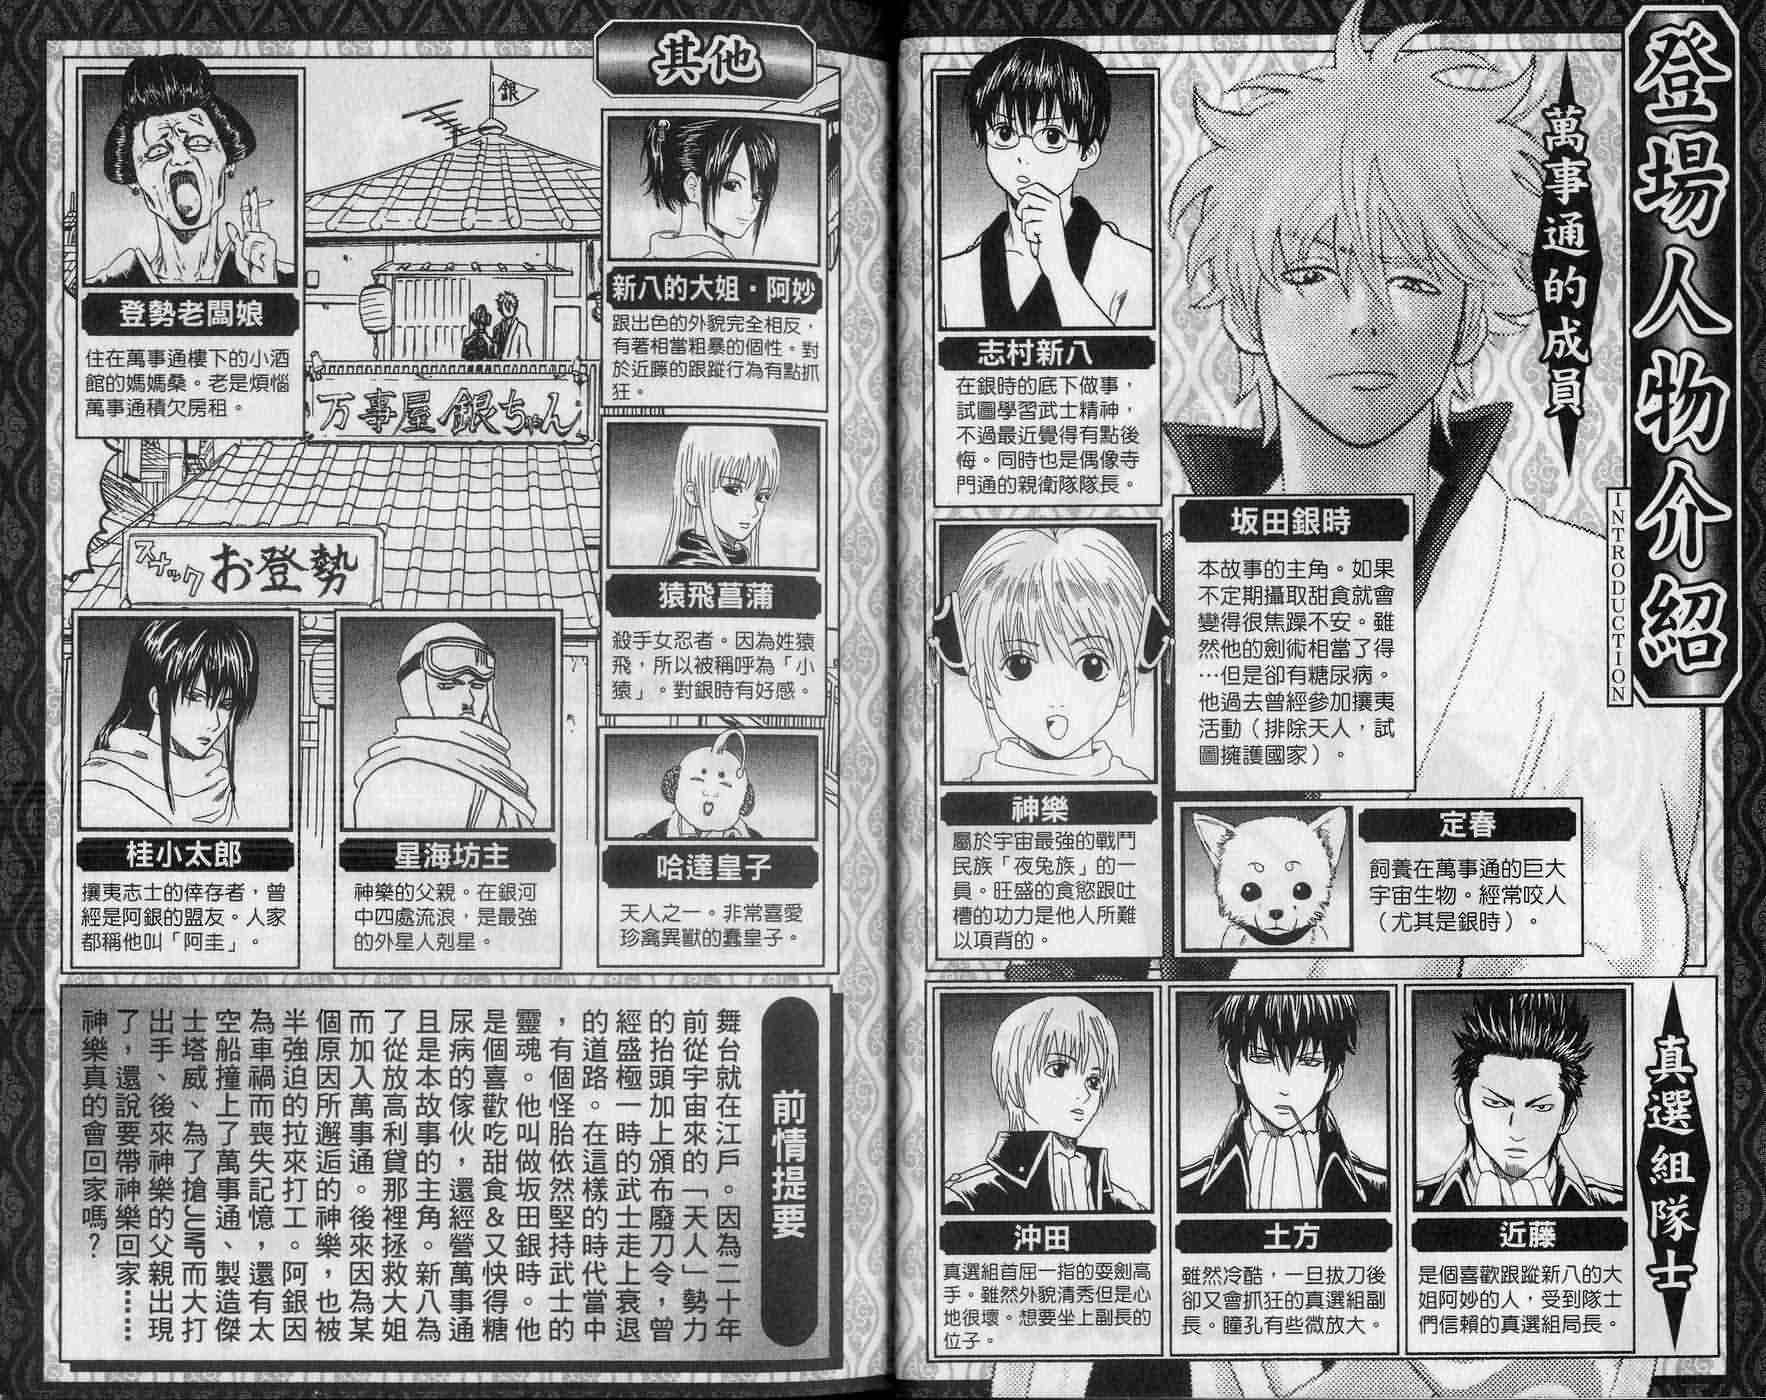 登場人物介紹
INTRODUCTION
萬事通的成員
坂田銀時
本故事的主角。如果
不定期攝取甜食就會
變得很焦躁不安。雖
然他的劍術相當了得
…但是卻有糖尿病。
他過去曾經參加攘夷
活動（排除天人，試
圖擁護國家）。
志村新八
在銀時的底下做事，
試圖學習武士精神，
不過最近覺得有點後
悔。同時也是偶像寺
門通的親衛隊隊長。
神樂
屬於宇宙最強的戰鬥
民族「夜兔族」的一
員。旺盛的食慾跟吐
槽的功力是他人所難
以項背的。
定春
飼養在萬事通的巨大
宇宙生物。經常咬人
（尤其是銀時）。
真選組隊士
近藤
是個喜歡跟蹤新八的大
姐阿妙的人，受到隊士
們信賴的真選組局長。
土方
雖然冷酷，一旦拔刀後
卻又會抓狂的真選組副
長。瞳孔有些微放大。
沖田
真選組首屈一指的耍劍高
手。雖然外貌清秀但是心
地很壞。想要坐上副長的
位子。
其他
新八的大姐・阿妙
跟出色的外貌完全相反，
有著相當粗暴的個性。對
於近藤的跟蹤行為有點抓
狂。
猿飛菖蒲
殺手女忍者。因為姓猿
飛，所以被稱呼為「小
猿」。對銀時有好感。
哈達皇子
天人之一。非常喜愛
珍禽異獸的蠢皇子。
登勢老闆娘
住在萬事通樓下的小酒
館的媽媽桑。老是煩惱
萬事通積欠房租。
銀
万事屋銀ちゃん
スナック
お登勢
星海坊主
神樂的父親。在銀河
中四處流浪，是最強
的外星人剋星。
桂小太郎
攘夷志士的倖存者，曾
經是阿銀的盟友。人家
都稱他叫「阿圭」。
前情提要
舞台就在江戶。因為二十年
前從宇宙來的「天人」勢力
的抬頭加上頒布廢刀令，曾
經盛極一時的武士走上衰退
的道路。在這樣的時代當中
，有個怪胎依然堅持武士的
靈魂。他叫做坂田銀時。他
是個喜歡吃甜食＆又快得糖
尿病的傢伙，還經營萬事通
且是本故事的主角。新八為
了從放高利貸那裡拯救大姐
而加入萬事通。後來因為某
個原因所邂逅的神樂，也被
半強迫的拉來打工。阿銀因
為車禍而喪失記憶，還有太
空船撞上了萬事通、製造傑
士塔威、為了搶JUMP而大打
出手、後來神樂的父親出現
了，還說要帶神樂回家……
神樂真的會回家嗎？